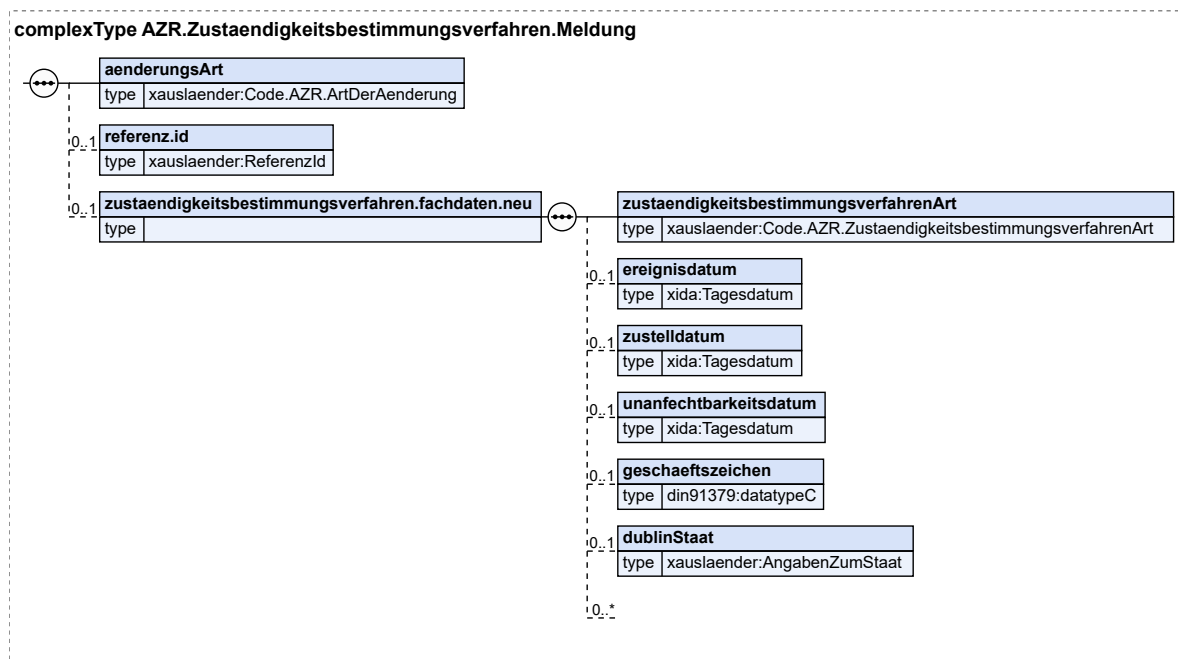 complexType AZR.Zustaendigkeitsbestimmungsverfahren.Meldung
aenderungsArt
type xauslaender:Code.AZR.ArtDerAenderung
0..1 referenz.id
type xauslaender:ReferenzId
0..1 zustaendigkeitsbestimmungsverfahren.fachdaten.neu
type
zustaendigkeitsbestimmungsverfahrenArt
type xauslaender:Code.AZR.ZustaendigkeitsbestimmungsverfahrenArt
0..1 ereignisdatum
type xida:Tagesdatum
0..1 zustelldatum
type xida:Tagesdatum
0..1 unanfechtbarkeitsdatum
type xida:Tagesdatum
0..1 geschaeftszeichen
type din91379:datatypeC
0..1 dublinStaat
type xauslaender:AngabenZumStaat
0..*